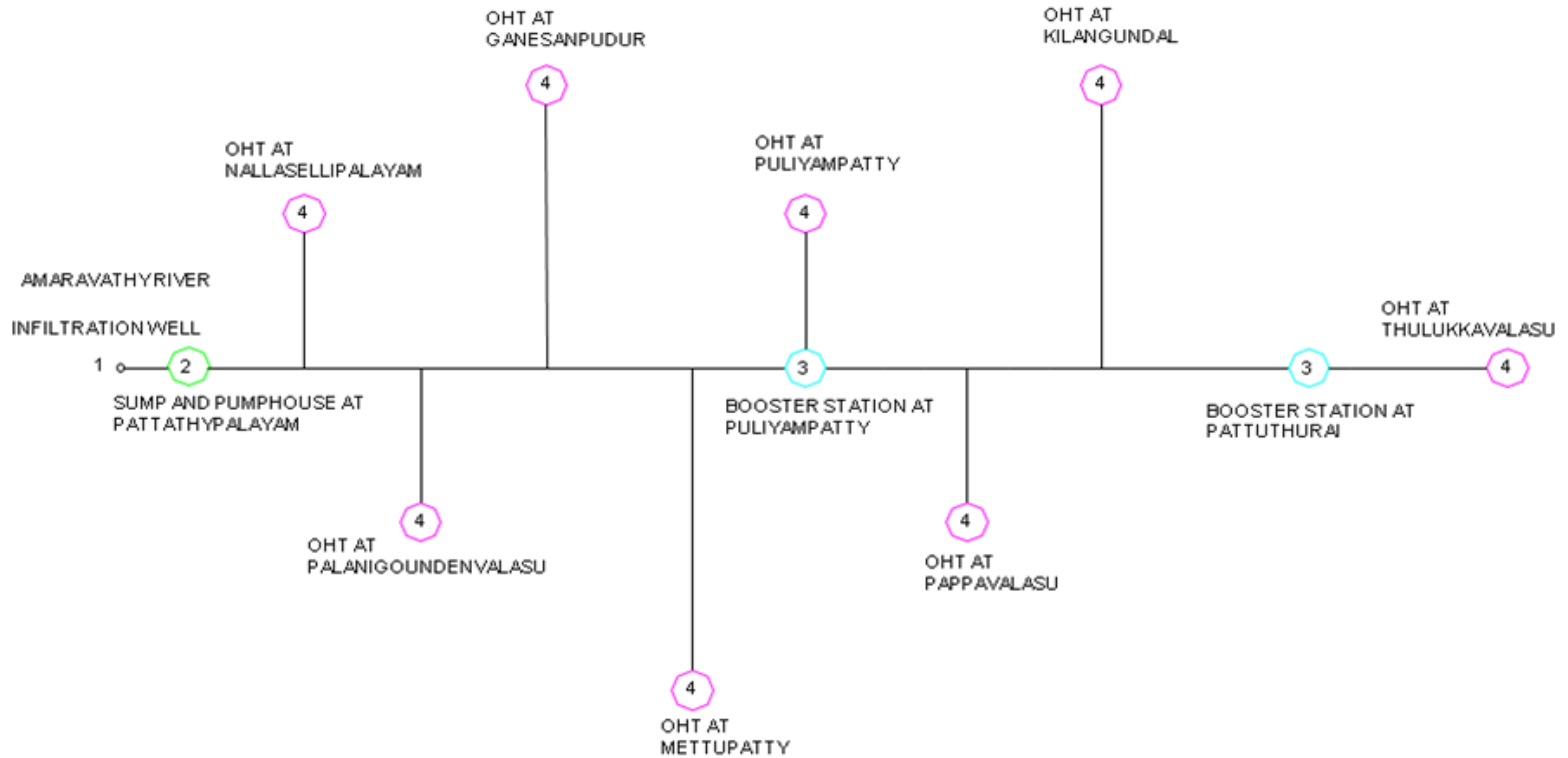 OHT AT
GANESANPUDUR
4
OHT AT
KILANGUNDAL
4
OHT AT
NALLASELLIPALAYAM
4
OHT AT
PULIYAMPATTY
4
AMARAVATHY RIVER
INFILTRATION WELL
1
2
SUMP AND PUMPHOUSE AT
PATTATHYPALAYAM
3
BOOSTER STATION AT
PULIYAMPATTY
3
BOOSTER STATION AT
PATTUTHURAI
OHT AT
THULUKKAVALASU
4
4
OHT AT
PALANIGOUNDENVALASU
4
OHT AT
PAPPAVALASU
4
OHT AT
METTUPATTY